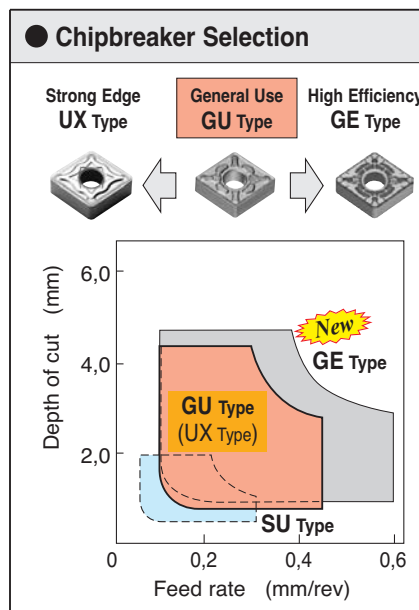 ● Chipbreaker Selection
Strong Edge
UX Type
General Use
GU Type
High Efficiency
GE Type
Depth of cut (mm)
6,0
4,0
2,0
New
GE Type
GU Type
(UX Type)
SU Type
0
0,2
0,4
0,6
Feed rate (mm/rev)